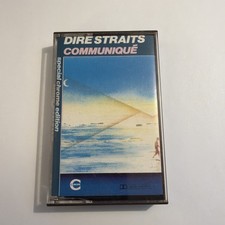 DIRE STRAITS
COMMUNIQUÉ
special chrome edition